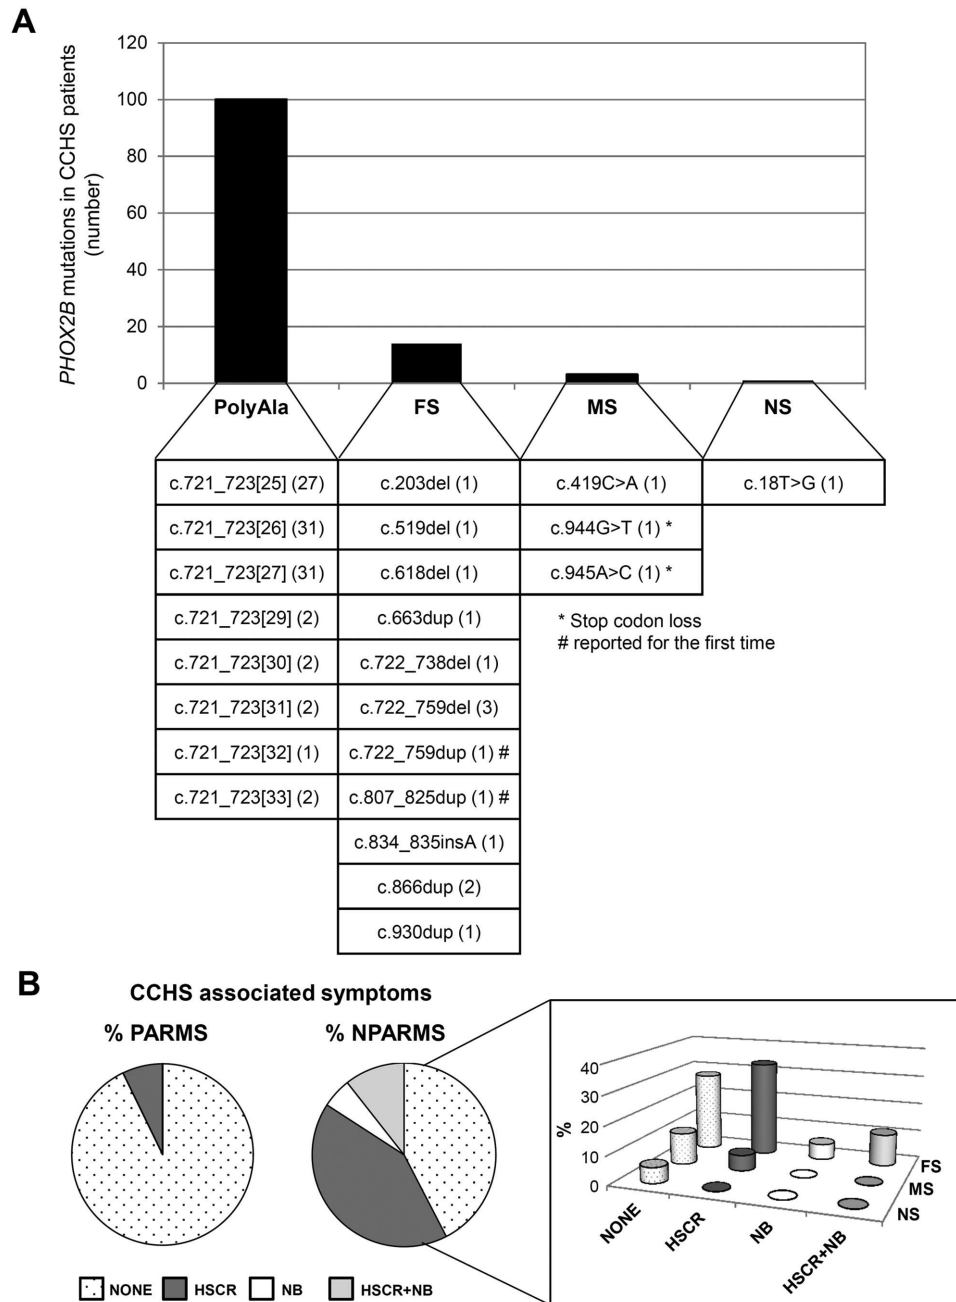 A
PHOX2B mutations in CCHS patients
(number)
120
100
80
60
40
20
0
PolyAla
FS
MS
NS
c.721_723[25] (27)
c.203del (1)
c.419C>A (1)
c.18T>G (1)
c.721_723[26] (31)
c.519del (1)
c.944G>T (1) *
c.721_723[27] (31)
c.618del (1)
c.945A>C (1) *
c.721_723[29] (2)
c.663dup (1)
* Stop codon loss
# reported for the first time
c.721_723[30] (2)
c.722_738del (1)
c.721_723[31] (2)
c.722_759del (3)
c.721_723[32] (1)
c.722_759dup (1) #
c.721_723[33] (2)
c.807_825dup (1) #
c.834_835insA (1)
c.866dup (2)
c.930dup (1)
B
CCHS associated symptoms
% PARMS
% NPARMS
NONE
HSCR
NB
HSCR+NB
%
40
30
20
10
0
NONE
HSCR
NB
HSCR+NB
FS
MS
NS